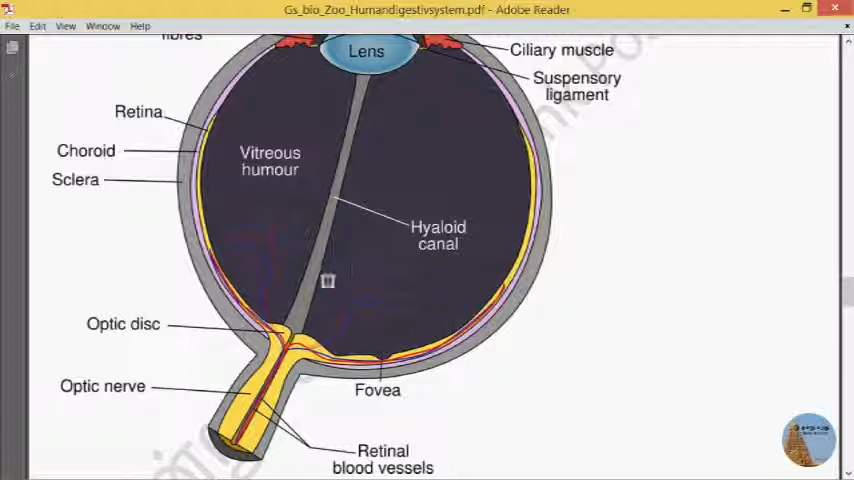 Gs_bio_Zoo_Humandigestivsystem.pdf - Adobe Reader
File Edit View Window Help
fibres
Lens
Ciliary muscle
Suspensory
ligament
Retina
Choroid
Sclera
Vitreous
humour
Hyaloid
canal
Optic disc
Optic nerve
Fovea
Retinal
blood vessels